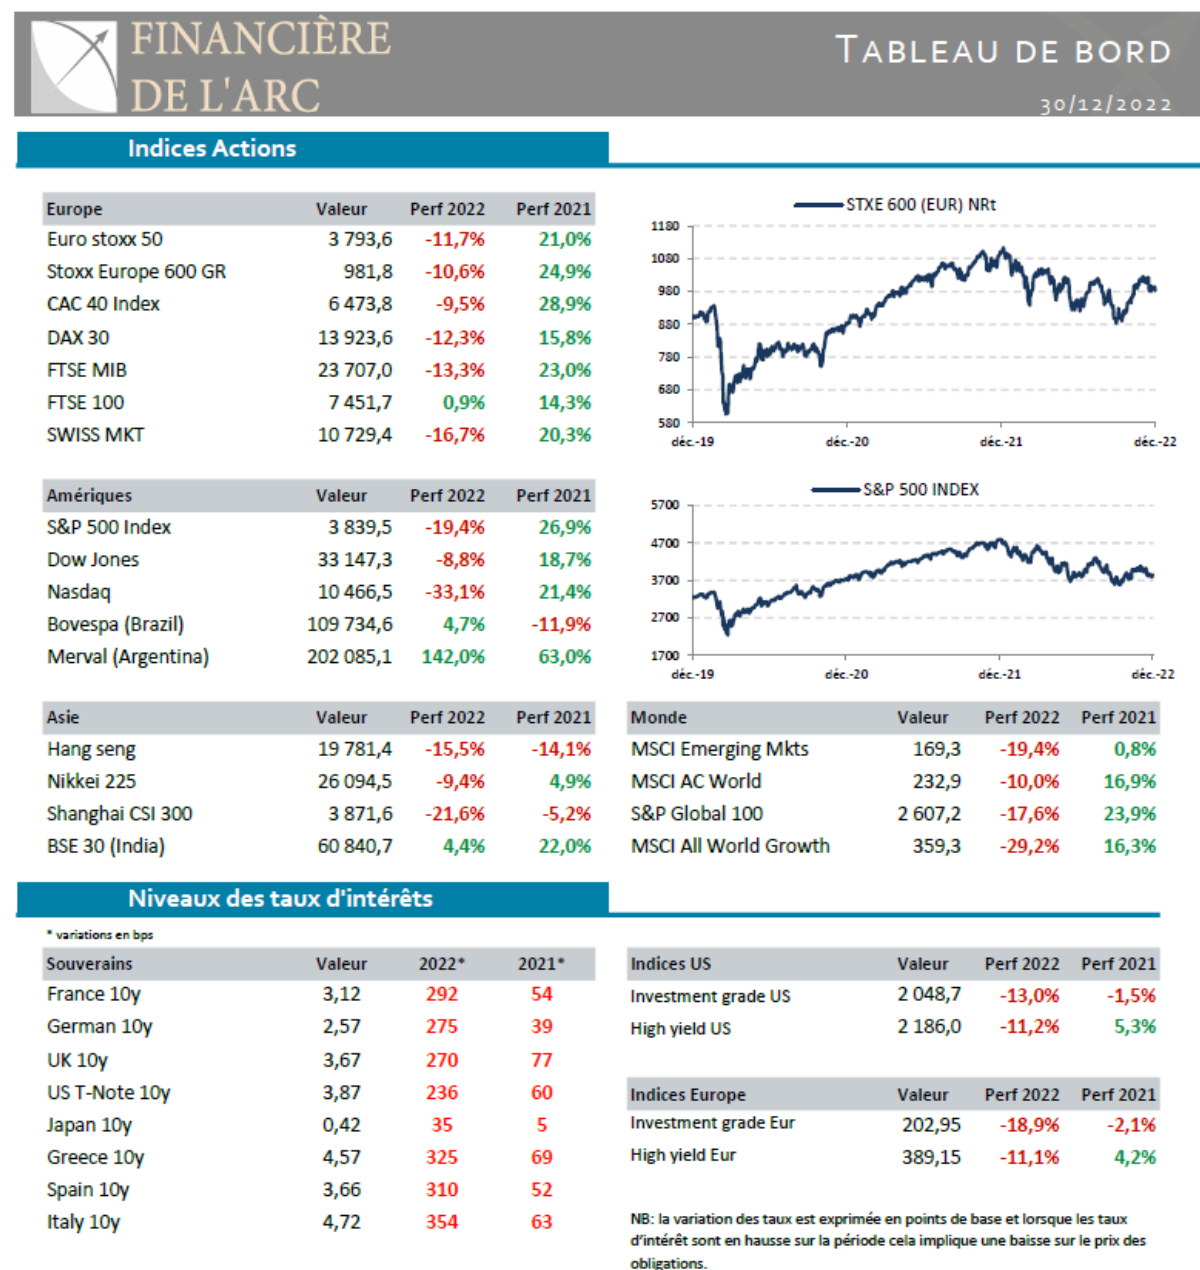 FINANCIÈRE
DE L'ARC
TABLEAU DE BORD
30/12/2022
Indices Actions
Europe Valeur Perf 2022 Perf 2021
Euro stoxx 50 3 793,6 -11,7% 21,0%
Stoxx Europe 600 GR 981,8 -10,6% 24,9%
CAC 40 Index 6 473,8 -9,5% 28,9%
DAX 30 13 923,6 -12,3% 15,8%
FTSE MIB 23 707,0 -13,3% 23,0%
FTSE 100 7 451,7 0,9% 14,3%
SWISS MKT 10 729,4 -16,7% 20,3%
STXE 600 (EUR) NRt
1180
1080
980
880
780
680
580
déc.-19 déc.-20 déc.-21 déc.-22
Amériques Valeur Perf 2022 Perf 2021
S&P 500 Index 3 839,5 -19,4% 26,9%
Dow Jones 33 147,3 -8,8% 18,7%
Nasdaq 10 466,5 -33,1% 21,4%
Bovespa (Brazil) 109 734,6 4,7% -11,9%
Merval (Argentina) 202 085,1 142,0% 63,0%
S&P 500 INDEX
5700
4700
3700
2700
1700
déc.-19 déc.-20 déc.-21 déc.-22
Asie Valeur Perf 2022 Perf 2021
Hang seng 19 781,4 -15,5% -14,1%
Nikkei 225 26 094,5 -9,4% 4,9%
Shanghai CSI 300 3 871,6 -21,6% -5,2%
BSE 30 (India) 60 840,7 4,4% 22,0%
Monde Valeur Perf 2022 Perf 2021
MSCI Emerging Mkts 169,3 -19,4% 0,8%
MSCI AC World 232,9 -10,0% 16,9%
S&P Global 100 2 607,2 -17,6% 23,9%
MSCI All World Growth 359,3 -29,2% 16,3%
Niveaux des taux d'intérêts
* variations en bps
Souverains Valeur 2022* 2021*
France 10y 3,12 292 54
German 10y 2,57 275 39
UK 10y 3,67 270 77
US T-Note 10y 3,87 236 60
Japan 10y 0,42 35 5
Greece 10y 4,57 325 69
Spain 10y 3,66 310 52
Italy 10y 4,72 354 63
Indices US Valeur Perf 2022 Perf 2021
Investment grade US 2 048,7 -13,0% -1,5%
High yield US 2 186,0 -11,2% 5,3%
Indices Europe Valeur Perf 2022 Perf 2021
Investment grade Eur 202,95 -18,9% -2,1%
High yield Eur 389,15 -11,1% 4,2%
NB: la variation des taux est exprimée en points de base et lorsque les taux
d'intérêt sont en hausse sur la période cela implique une baisse sur le prix des
obligations.